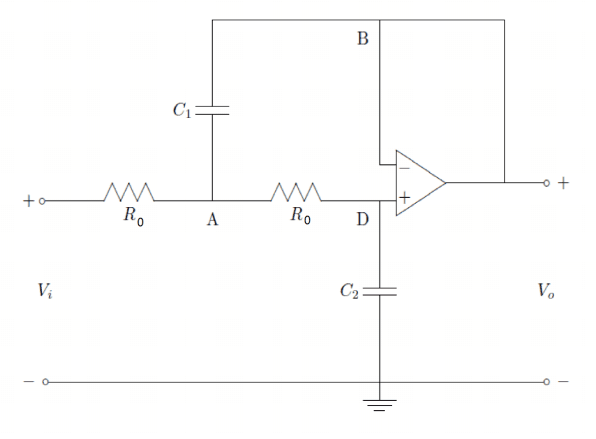 B
C₁
−
+
+
+
R₀
A
R₀
D
Vᵢ
C₂
Vₒ
−
−